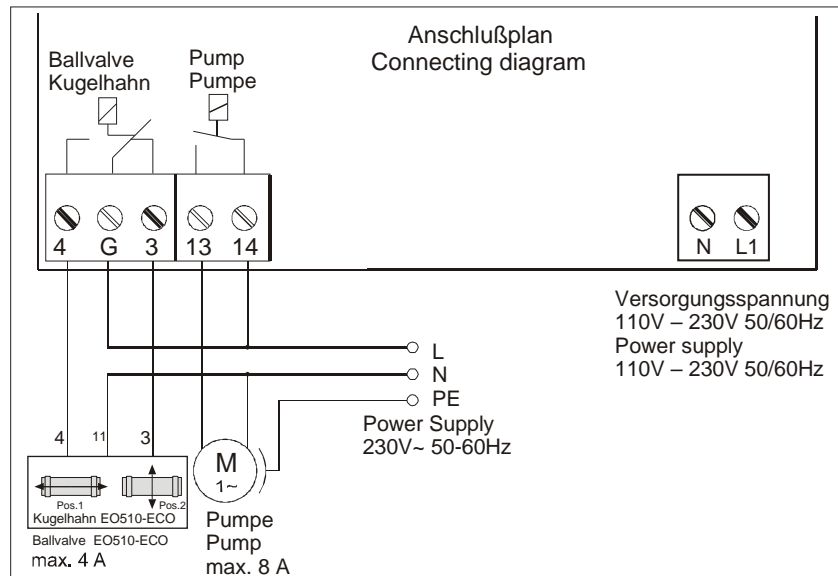 Anschlußplan
Connecting diagram
Ballvalve
Kugelhahn
Pump
Pumpe
4 G 3 13 14
N L1
Versorgungsspannung
110V – 230V 50/60Hz
Power supply
110V – 230V 50/60Hz
L
N
PE
Power Supply
230V~ 50-60Hz
4 11 3
Pos.1 Pos.2
Kugelhahn EO510-ECO
Ballvalve EO510-ECO
max. 4 A
M
1~
Pumpe
Pump
max. 8 A